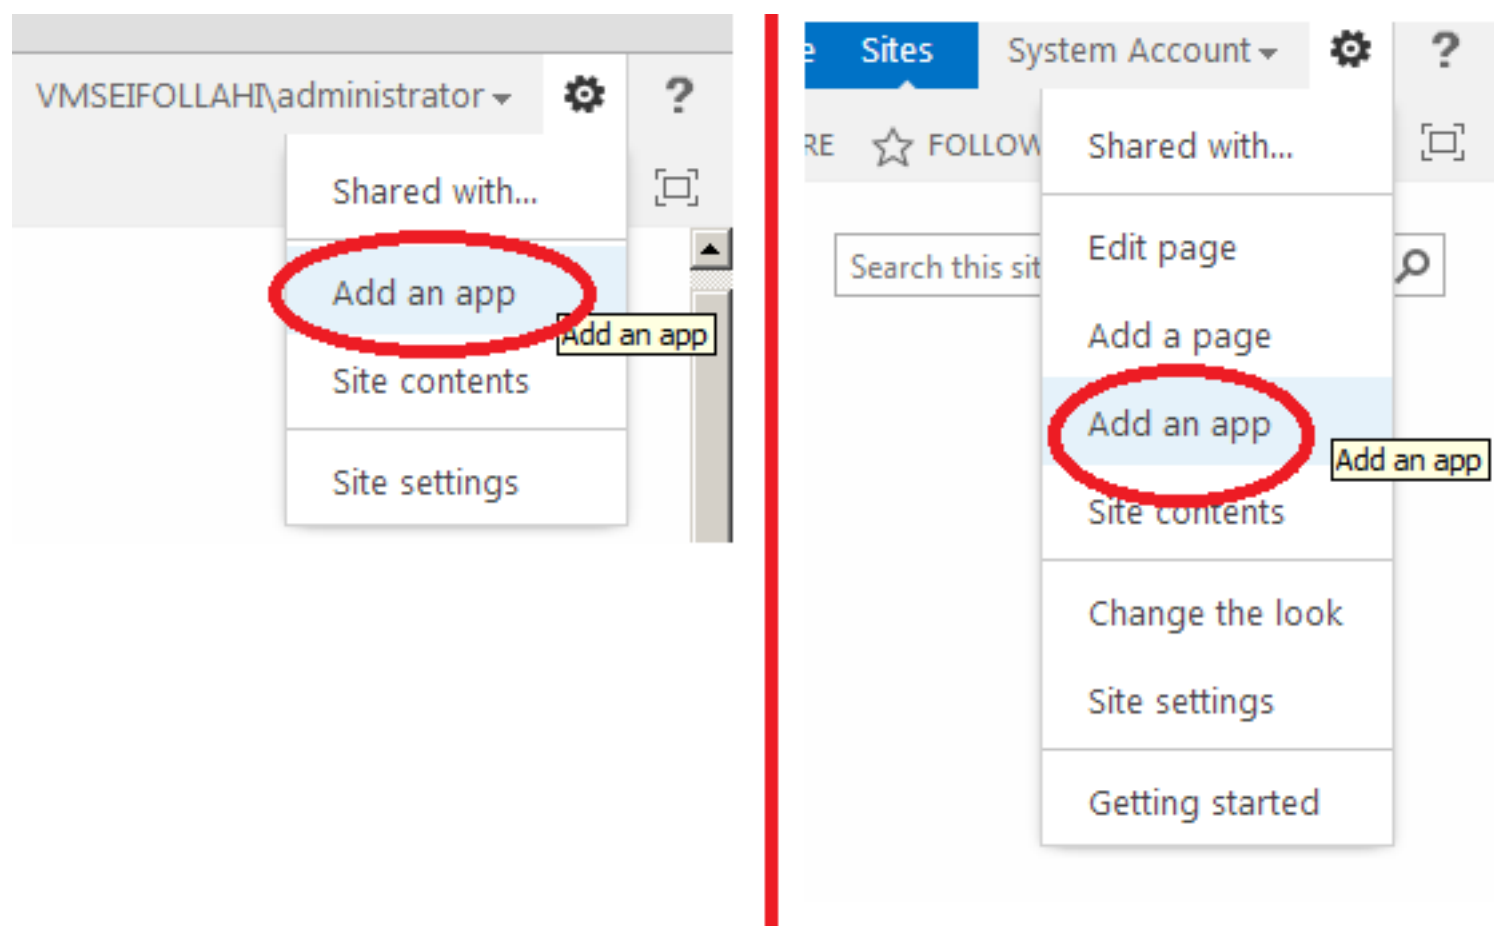 VMSEIFOLLAHI\administrator
?
Shared with...
Add an app
Add an app
Site contents
Site settings
e Sites System Account ?
RE FOLLOW
Shared with...
Search this sit
Edit page
Add a page
Add an app
Add an app
Site contents
Change the look
Site settings
Getting started